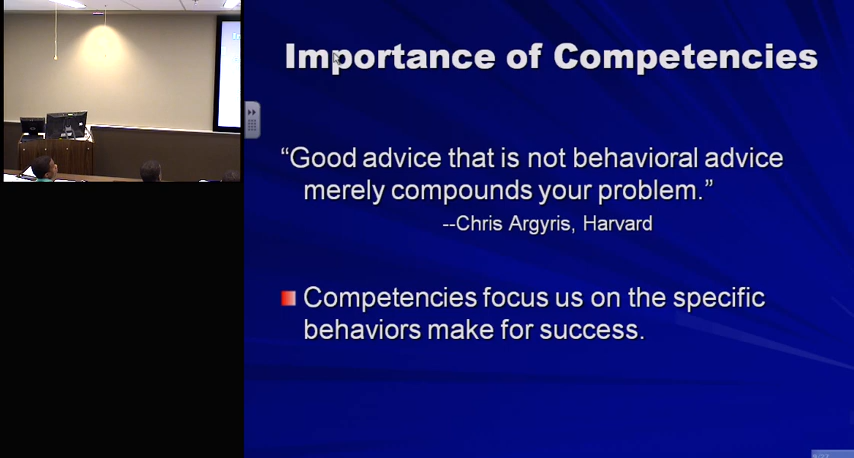 Importance of Competencies
“Good advice that is not behavioral advice
merely compounds your problem.”
--Chris Argyris, Harvard
Competencies focus us on the specific
behaviors make for success.